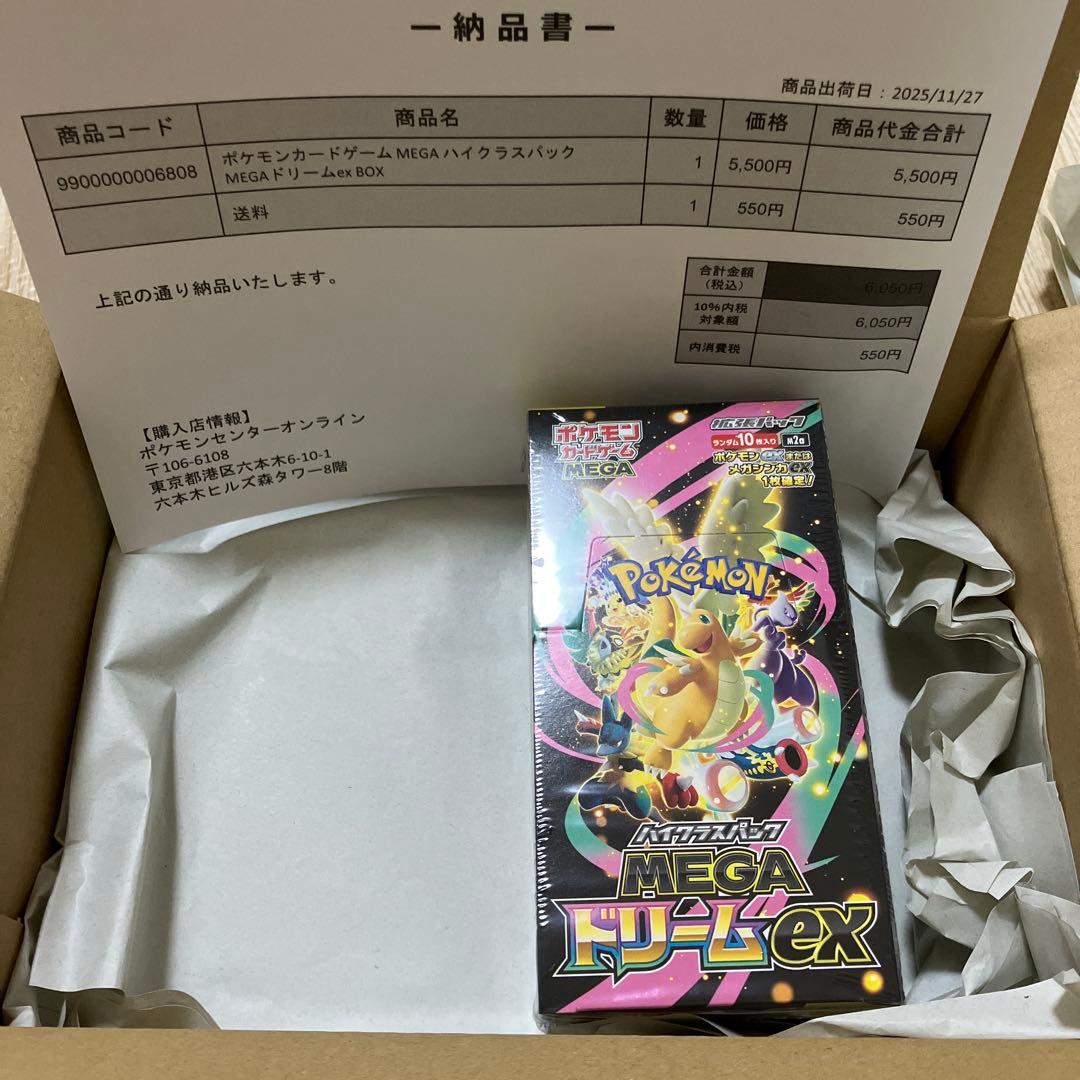 ー納品書ー
商品出荷日：2025/11/27
商品コード 商品名 数量 価格 商品代金合計
9900000006808 ポケモンカードゲーム MEGA ハイクラスパック 1 5,500円 5,500円
MEGAドリームex BOX
送料 1 550円 550円
上記の通り納品いたします。
合計金額
（税込） 6,050円
10%内税
対象額 6,050円
内消費税 550円
【購入店情報】
ポケモンセンターオンライン
〒106-6108
東京都港区六本木6-10-1
六本木ヒルズ森タワー8階
ポケモン
カードゲーム
MEGA
拡張パック
ランダム10枚入り M2a
ポケモンexまたは
メガシンカex
1枚確定！
POKéMON
ハイクラスパック
MEGA
ドリームex